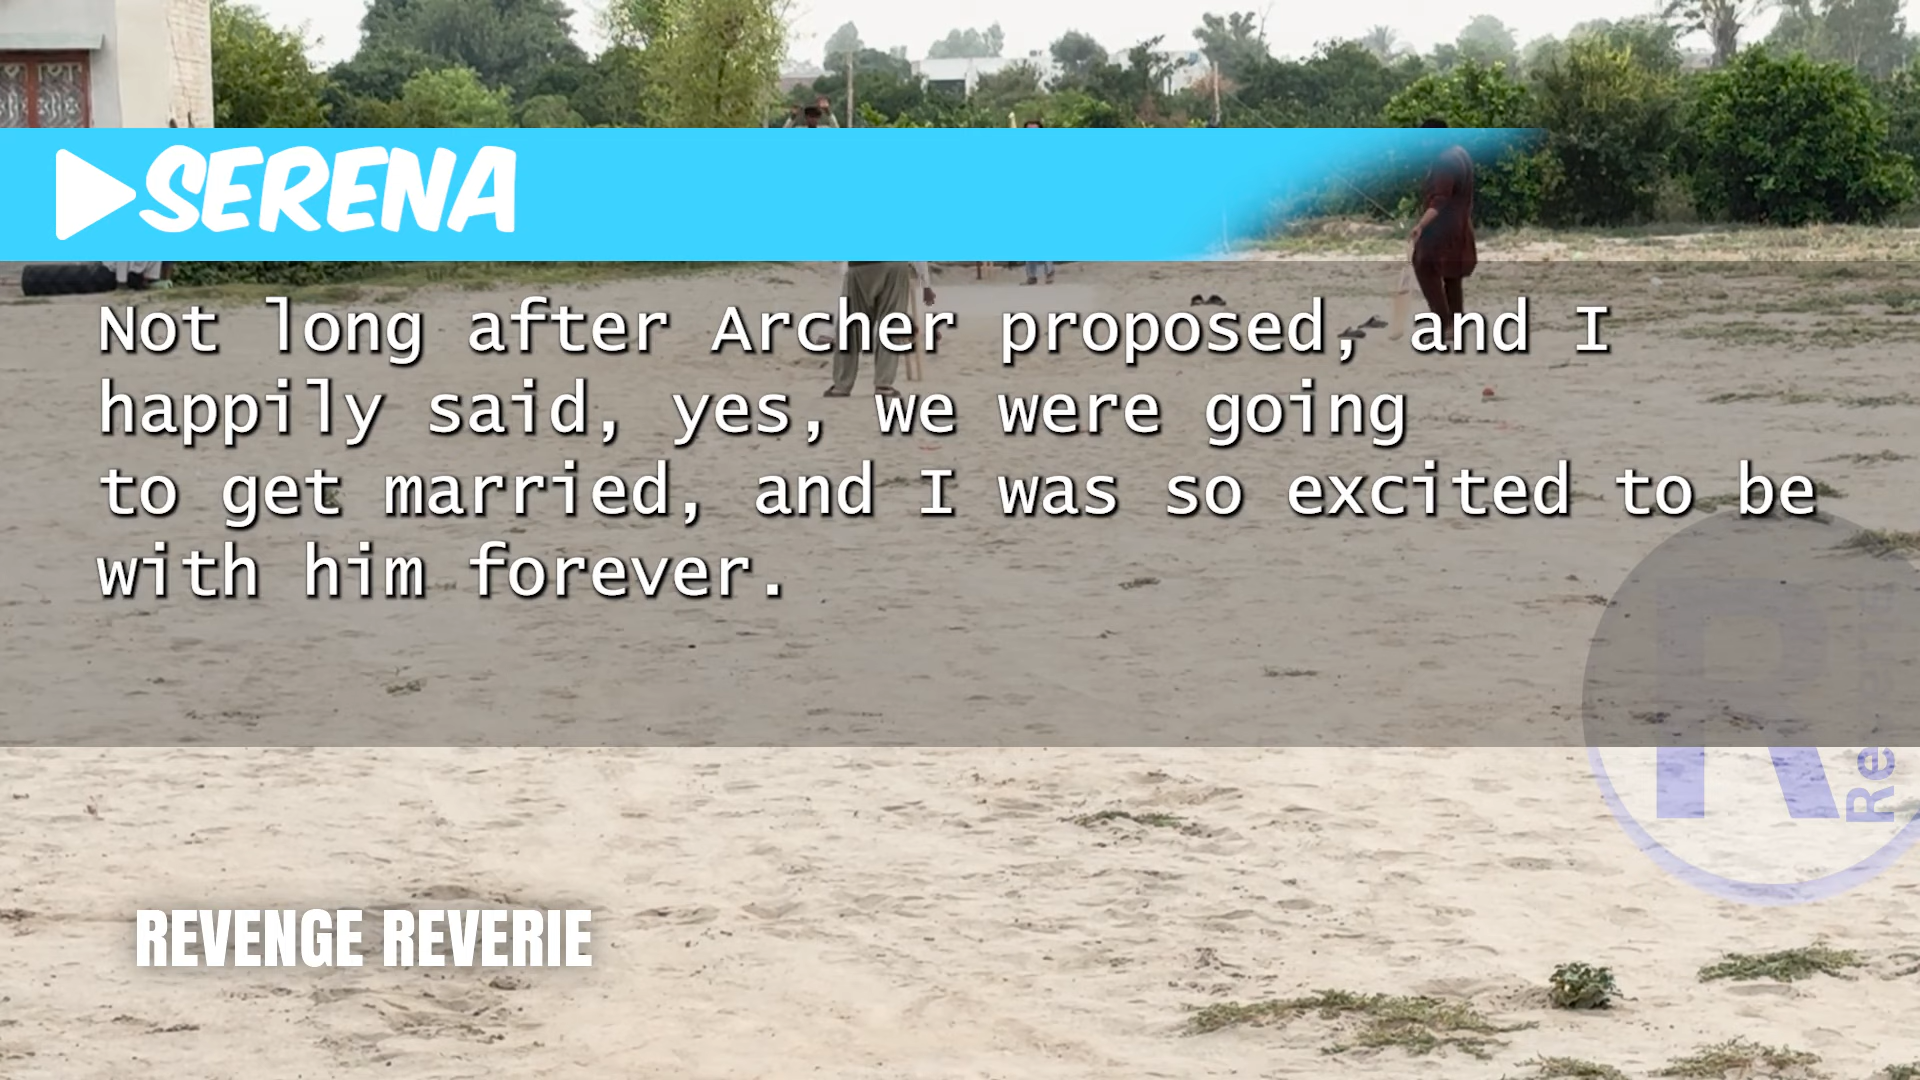 SERENA
Not long after Archer proposed, and I
happily said, yes, we were going
to get married, and I was so excited to be
with him forever.
R
REVENGE REVERIE